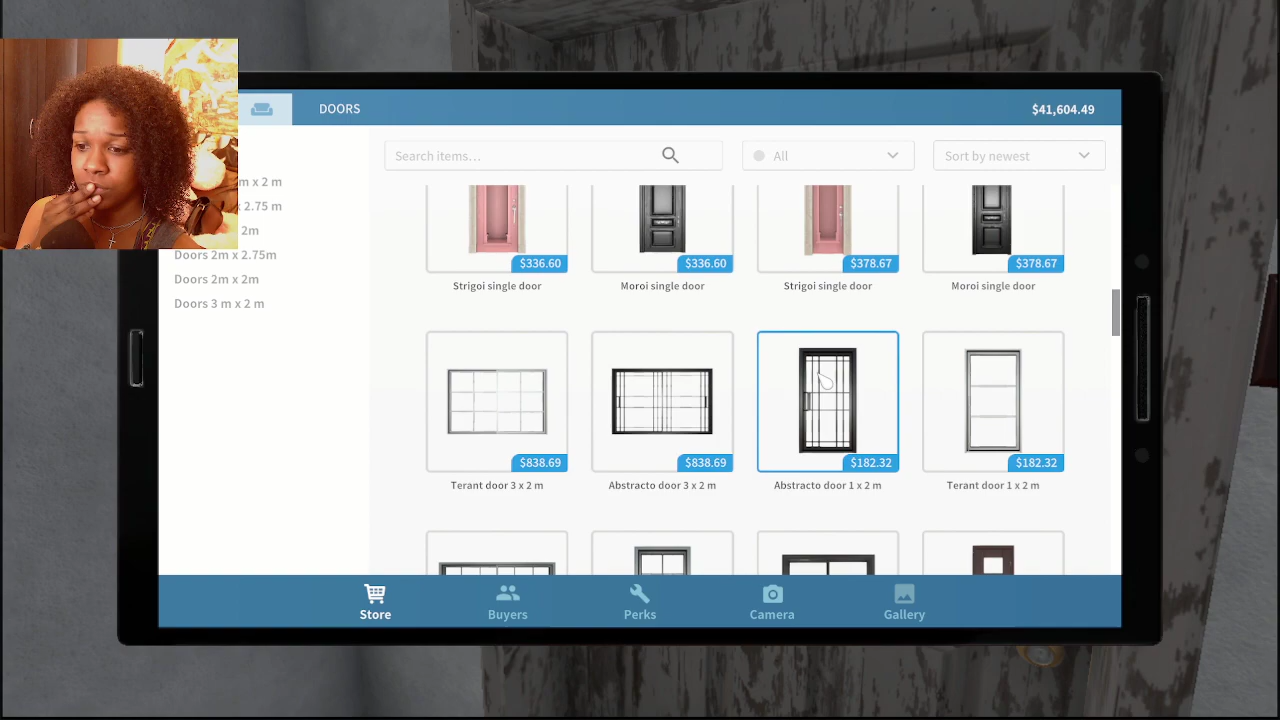 DOORS
$41,604.49
Search items...
All
Sort by newest
m x 2 m
x 2.75 m
2m
Doors 2m x 2.75m
Doors 2m x 2m
Doors 3 m x 2 m
$336.60
$336.60
$378.67
$378.67
Strigoi single door
Moroi single door
Strigoi single door
Moroi single door
$838.69
$838.69
$182.32
$182.32
Terant door 3 x 2 m
Abstracto door 3 x 2 m
Abstracto door 1 x 2 m
Terant door 1 x 2 m
Store
Buyers
Perks
Camera
Gallery